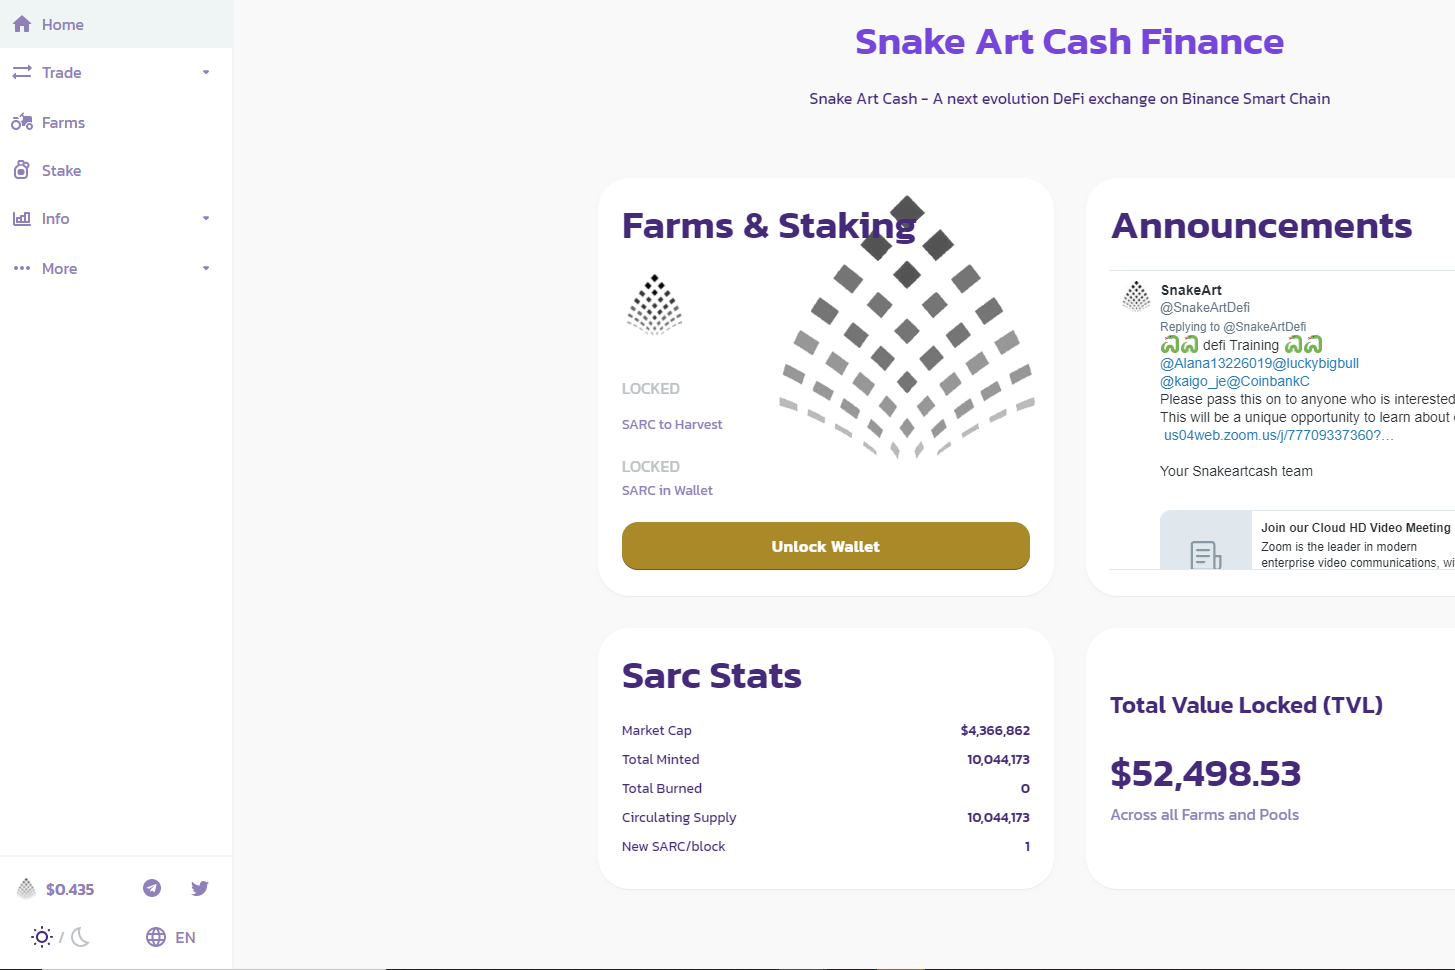 Home
Trade
Farms
Stake
Info
More
$0.435
/
EN
Snake Art Cash Finance
Snake Art Cash - A next evolution DeFi exchange on Binance Smart Chain
Farms & Staking
LOCKED
SARC to Harvest
LOCKED
SARC in Wallet
Unlock Wallet
Announcements
SnakeArt
@SnakeArtDefi
Replying to @SnakeArtDefi
🐍🐍 defi Training 🐍🐍
@Alana13226019@luckybigbull
@kaigo_je@CoinbankC
Please pass this on to anyone who is interested
This will be a unique opportunity to learn about
us04web.zoom.us/j/77709337360?…
Your Snakeartcash team
Join our Cloud HD Video Meeting
Zoom is the leader in modern
enterprise video communications, wi
Sarc Stats
Market Cap $4,366,862
Total Minted 10,044,173
Total Burned 0
Circulating Supply 10,044,173
New SARC/block 1
Total Value Locked (TVL)
$52,498.53
Across all Farms and Pools